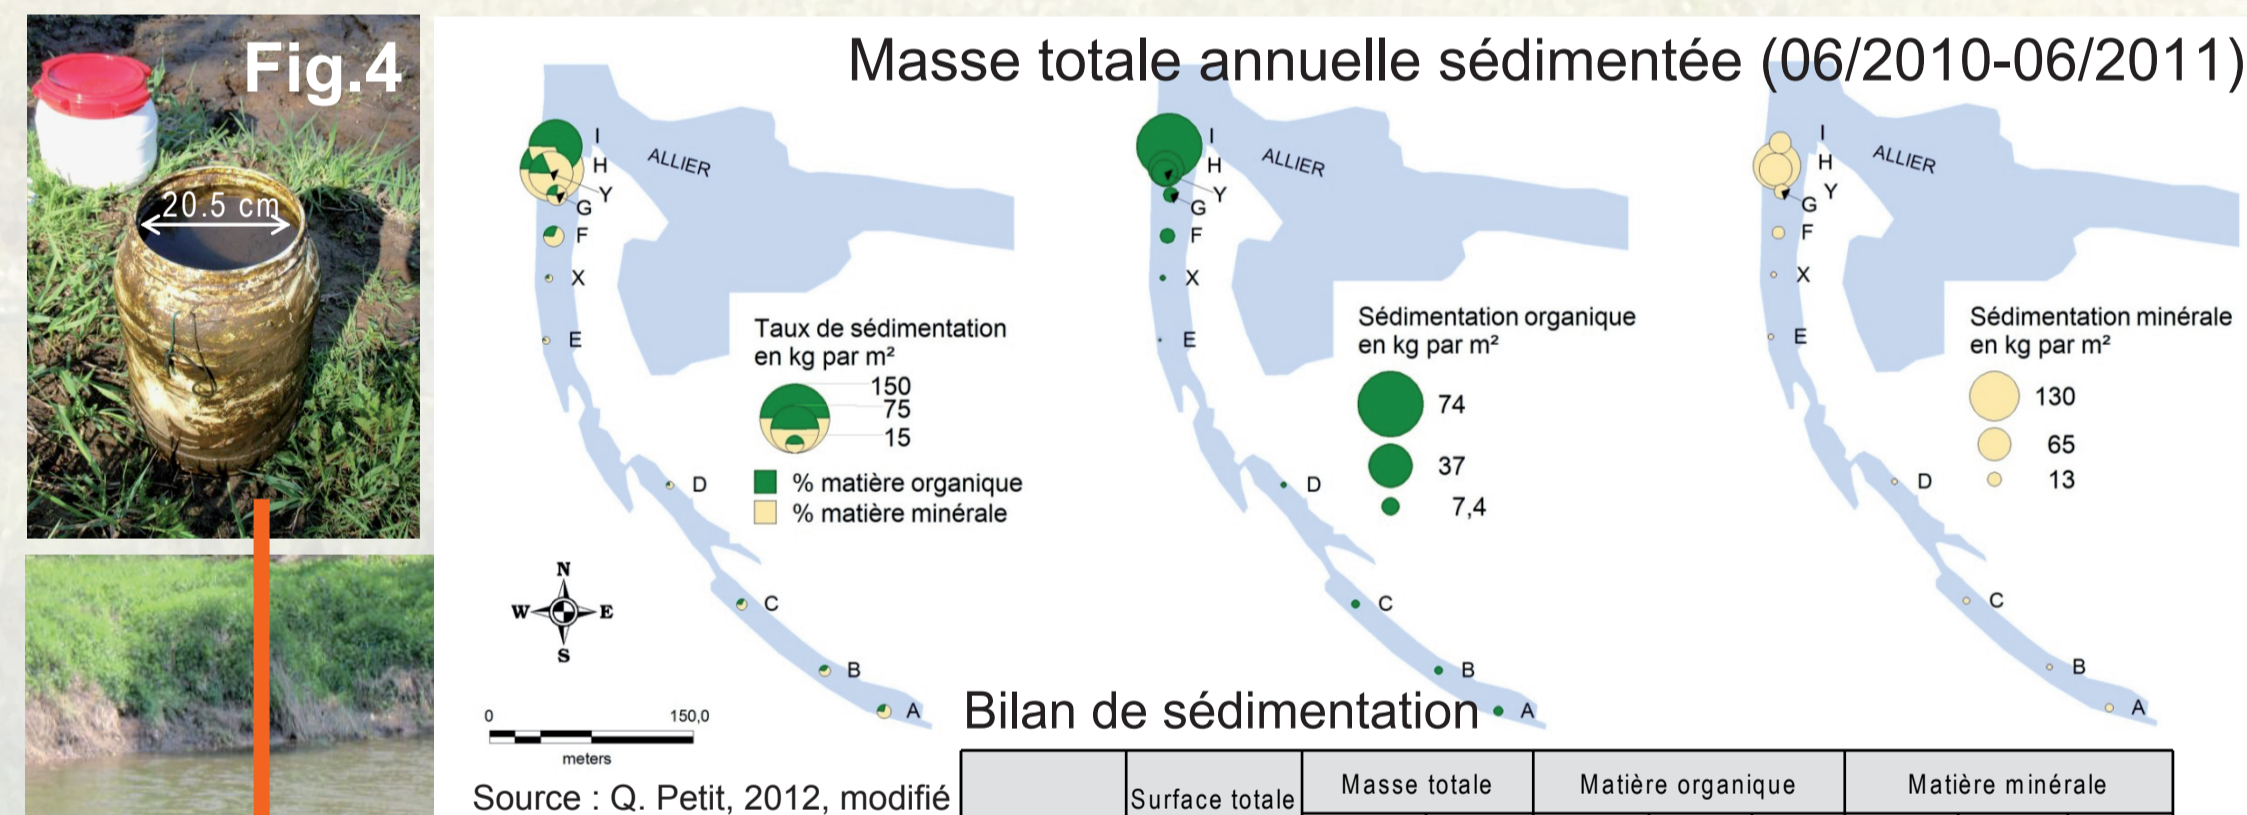 Fig.4
20.5 cm
Masse totale annuelle sédimentée (06/2010-06/2011)
I
H
Y
G
F
X
E
D
C
B
A
ALLIER
Taux de sédimentation
en kg par m²
150
75
15
% matière organique
% matière minérale
N
W E
S
0 150,0
meters
Source : Q. Petit, 2012, modifié
I
H
Y
G
F
X
E
D
C
B
A
ALLIER
Sédimentation organique
en kg par m²
74
37
7,4
I
H
Y
G
F
X
E
D
C
B
A
ALLIER
Sédimentation minérale
en kg par m²
130
65
13
Bilan de sédimentation
Surface totale
Masse totale
Matière organique
Matière minérale